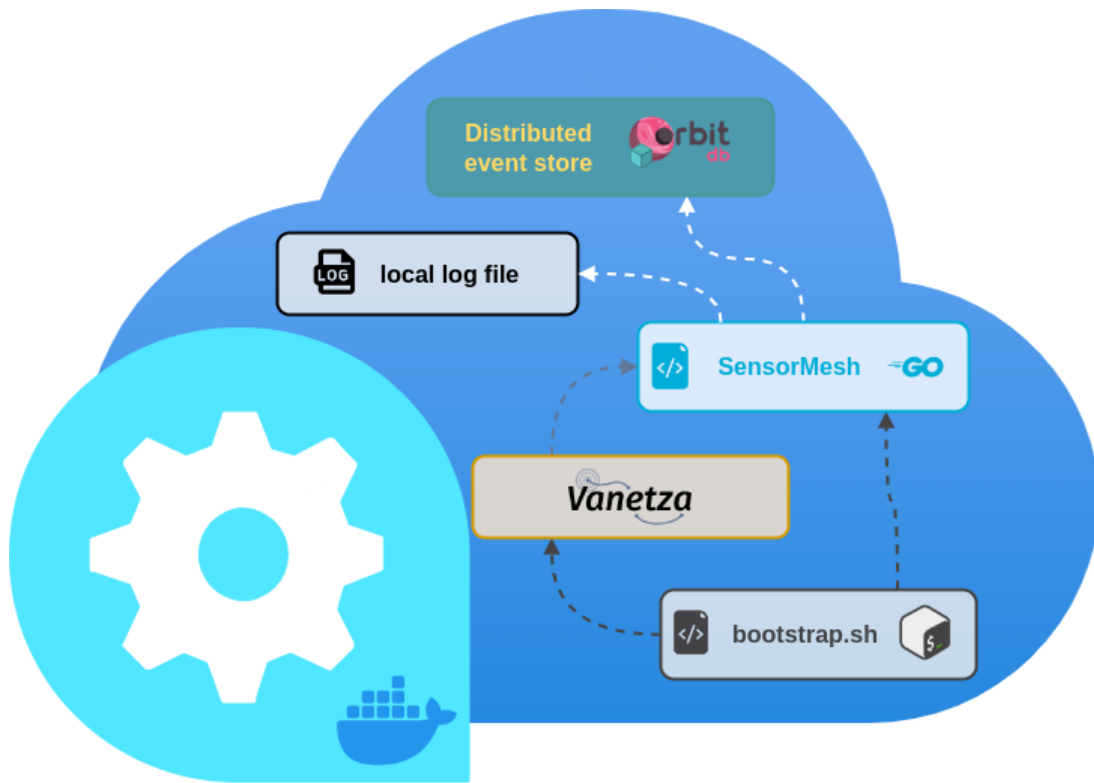 Distributed
event store
Orbit
db
LOG
local log file
</>
SensorMesh
GO
Vanetza
</>
bootstrap.sh
$_